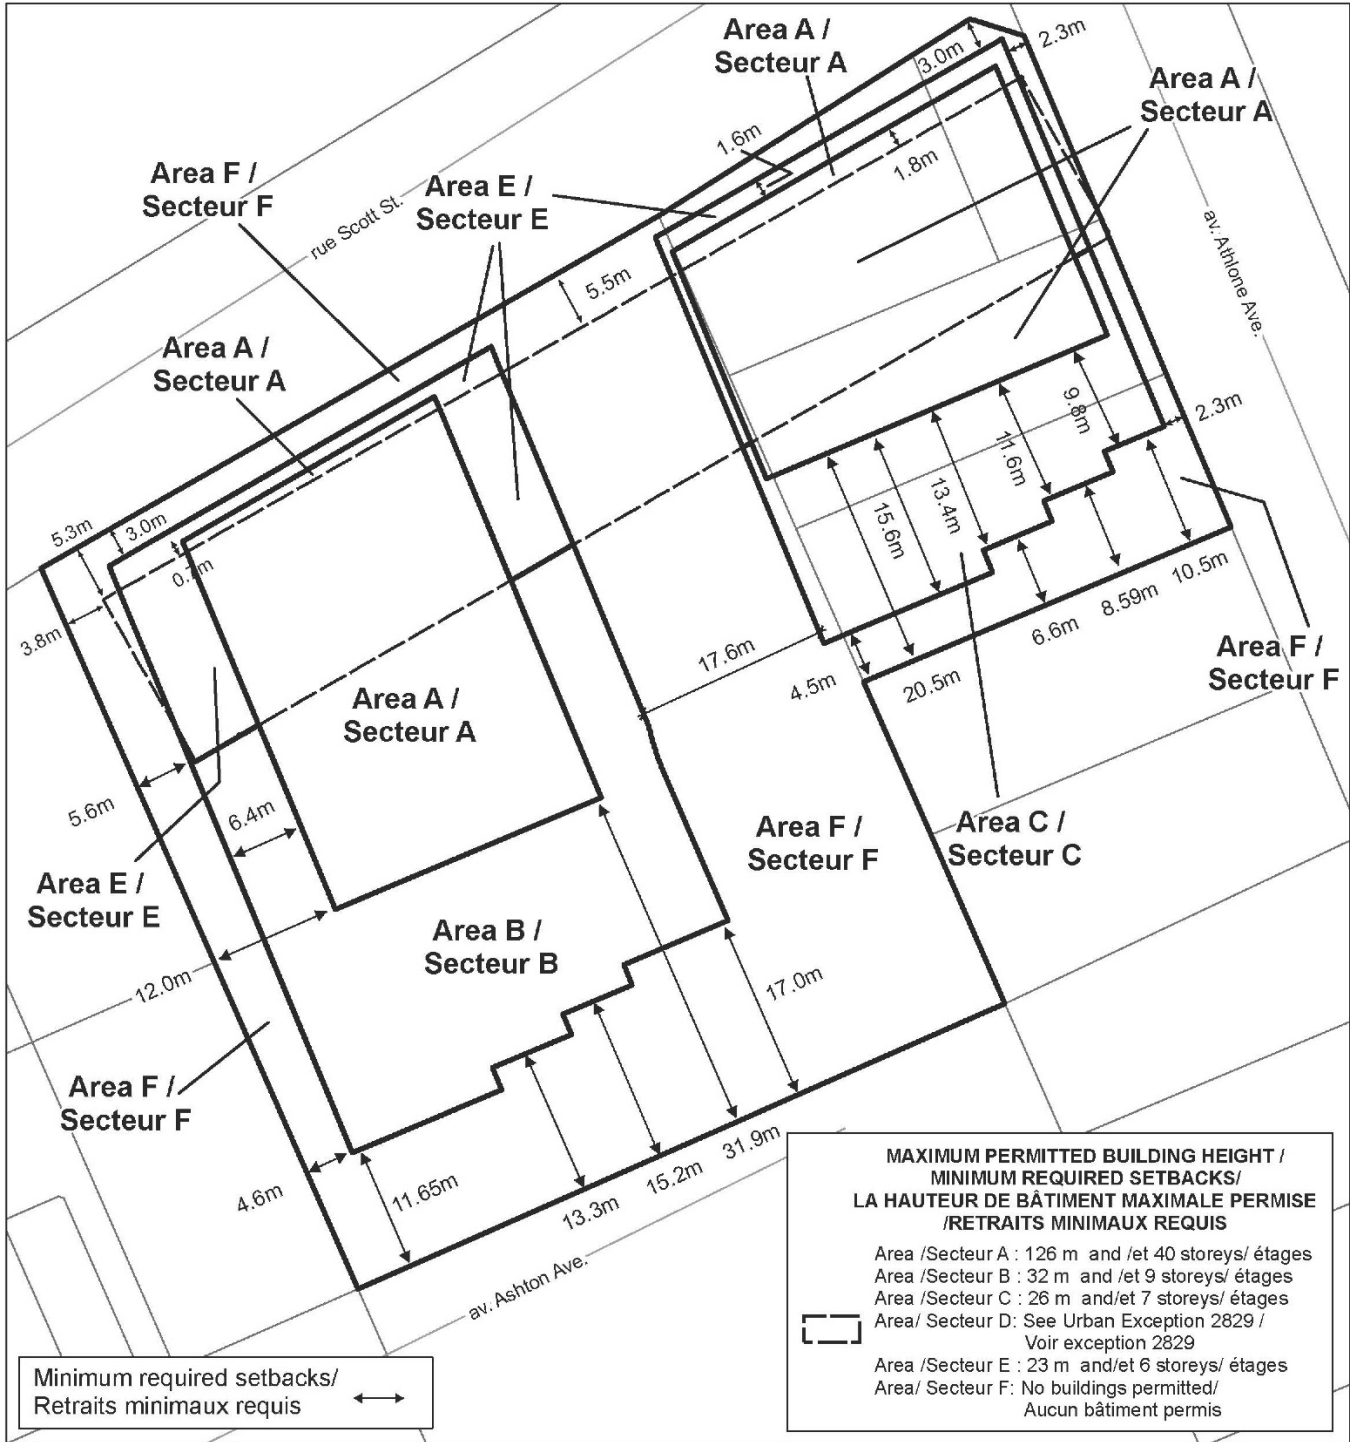 Area A /
Secteur A
3.0m
2.3m
Area A /
Secteur A
1.6m
1.8m
Area F /
Secteur F
Area E /
Secteur E
rue Scott St.
av. Athlone Ave.
5.5m
Area A /
Secteur A
9.8m
2.3m
11.6m
13.4m
15.6m
5.3m
3.0m
3.8m
10.5m
8.59m
6.6m
20.5m
4.5m
17.6m
Area F /
Secteur F
Area A /
Secteur A
5.6m
6.4m
Area F /
Secteur F
Area C /
Secteur C
Area E /
Secteur E
Area B /
Secteur B
12.0m
17.0m
Area F /
Secteur F
4.6m
11.65m
13.3m
15.2m
31.9m
av. Ashton Ave.
MAXIMUM PERMITTED BUILDING HEIGHT /
MINIMUM REQUIRED SETBACKS/
LA HAUTEUR DE BÂTIMENT MAXIMALE PERMISE
/RETRAITS MINIMAUX REQUIS
Area /Secteur A : 126 m and /et 40 storeys/ étages
Area /Secteur B : 32 m and /et 9 storeys/ étages
Area /Secteur C : 26 m and/et 7 storeys/ étages
Area/ Secteur D: See Urban Exception 2829 /
Voir exception 2829
Area /Secteur E : 23 m and/et 6 storeys/ étages
Area/ Secteur F: No buildings permitted/
Aucun bâtiment permis
Minimum required setbacks/
Retraits minimaux requis